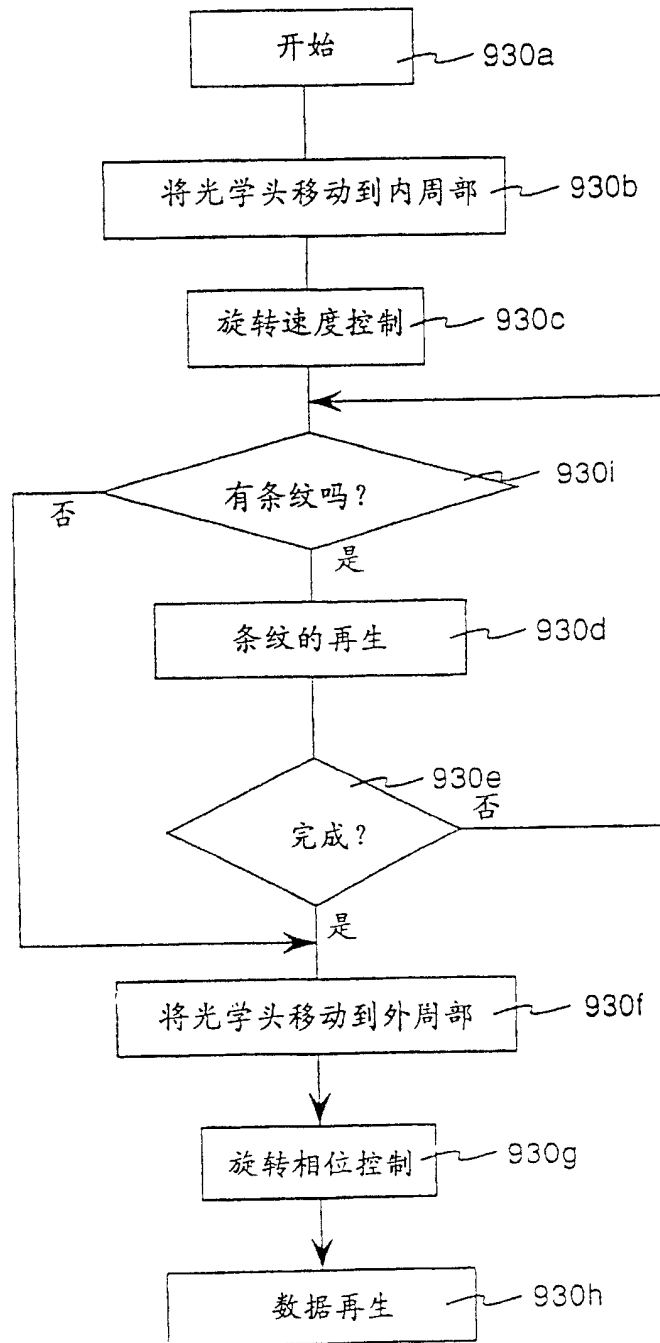 开始
930a
将光学头移动到内周部
930b
旋转速度控制
930c
有条纹吗?
930i
否
是
条纹的再生
930d
930e
完成?
否
是
将光学头移动到外周部
930f
旋转相位控制
930g
数据再生
930h